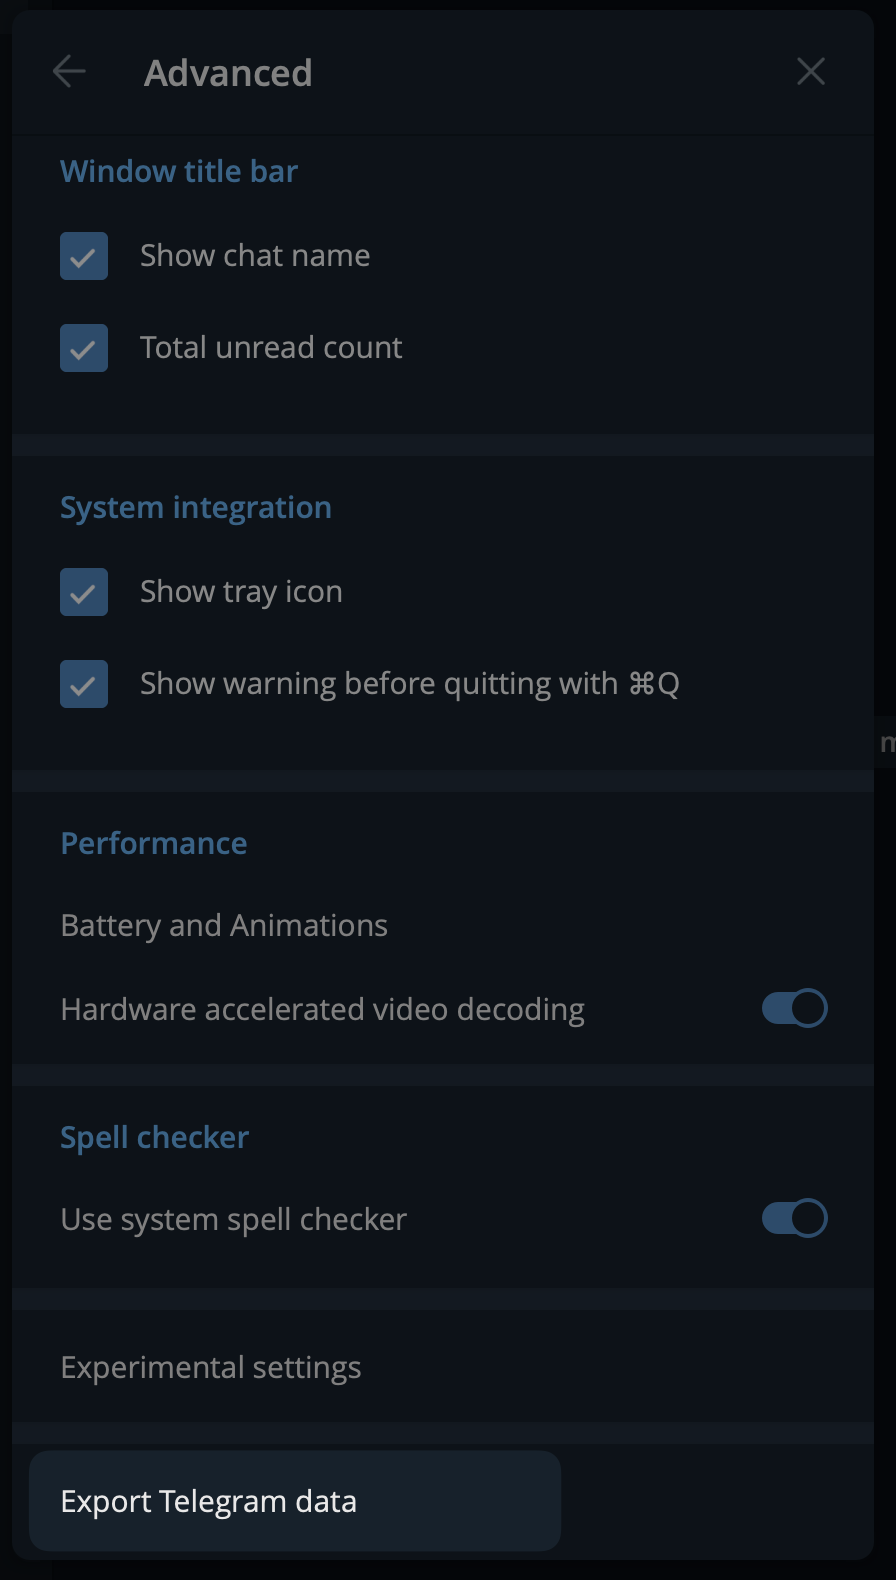 Advanced
Window title bar
Show chat name
Total unread count
System integration
Show tray icon
Show warning before quitting with ⌘Q
Performance
Battery and Animations
Hardware accelerated video decoding
Spell checker
Use system spell checker
Experimental settings
Export Telegram data